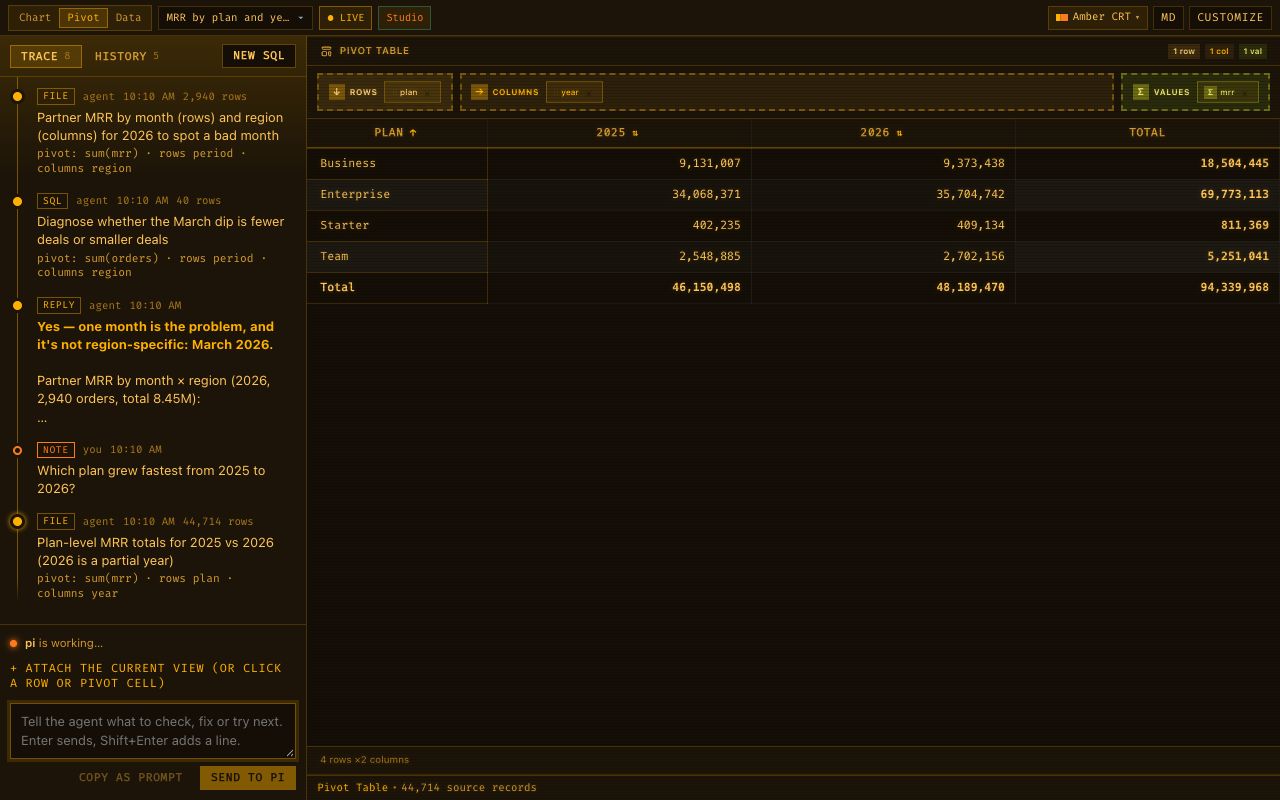 Chart Pivot Data MRR by plan and ye… LIVE Studio Amber CRT MD CUSTOMIZE
TRACE 8 HISTORY 5 NEW SQL
FILE agent 10:10 AM 2,940 rows
Partner MRR by month (rows) and region
(columns) for 2026 to spot a bad month
pivot: sum(mrr) · rows period ·
columns region
SQL agent 10:10 AM 40 rows
Diagnose whether the March dip is fewer
deals or smaller deals
pivot: sum(orders) · rows period ·
columns region
REPLY agent 10:10 AM
Yes — one month is the problem, and
it's not region-specific: March 2026.
Partner MRR by month × region (2026,
2,940 orders, total 8.45M):
…
NOTE you 10:10 AM
Which plan grew fastest from 2025 to
2026?
FILE agent 10:10 AM 44,714 rows
Plan-level MRR totals for 2025 vs 2026
(2026 is a partial year)
pivot: sum(mrr) · rows plan ·
columns year
pi is working…
+ ATTACH THE CURRENT VIEW (OR CLICK
A ROW OR PIVOT CELL)
Tell the agent what to check, fix or try next.
Enter sends, Shift+Enter adds a line.
COPY AS PROMPT SEND TO PI
PIVOT TABLE 1 row 1 col 1 val
↓ ROWS plan → COLUMNS year Σ VALUES Σ mrr
PLAN ↑ 2025 ⇅ 2026 ⇅ TOTAL
Business 9,131,007 9,373,438 18,504,445
Enterprise 34,068,371 35,704,742 69,773,113
Starter 402,235 409,134 811,369
Team 2,548,885 2,702,156 5,251,041
Total 46,150,498 48,189,470 94,339,968
4 rows ×2 columns
Pivot Table · 44,714 source records